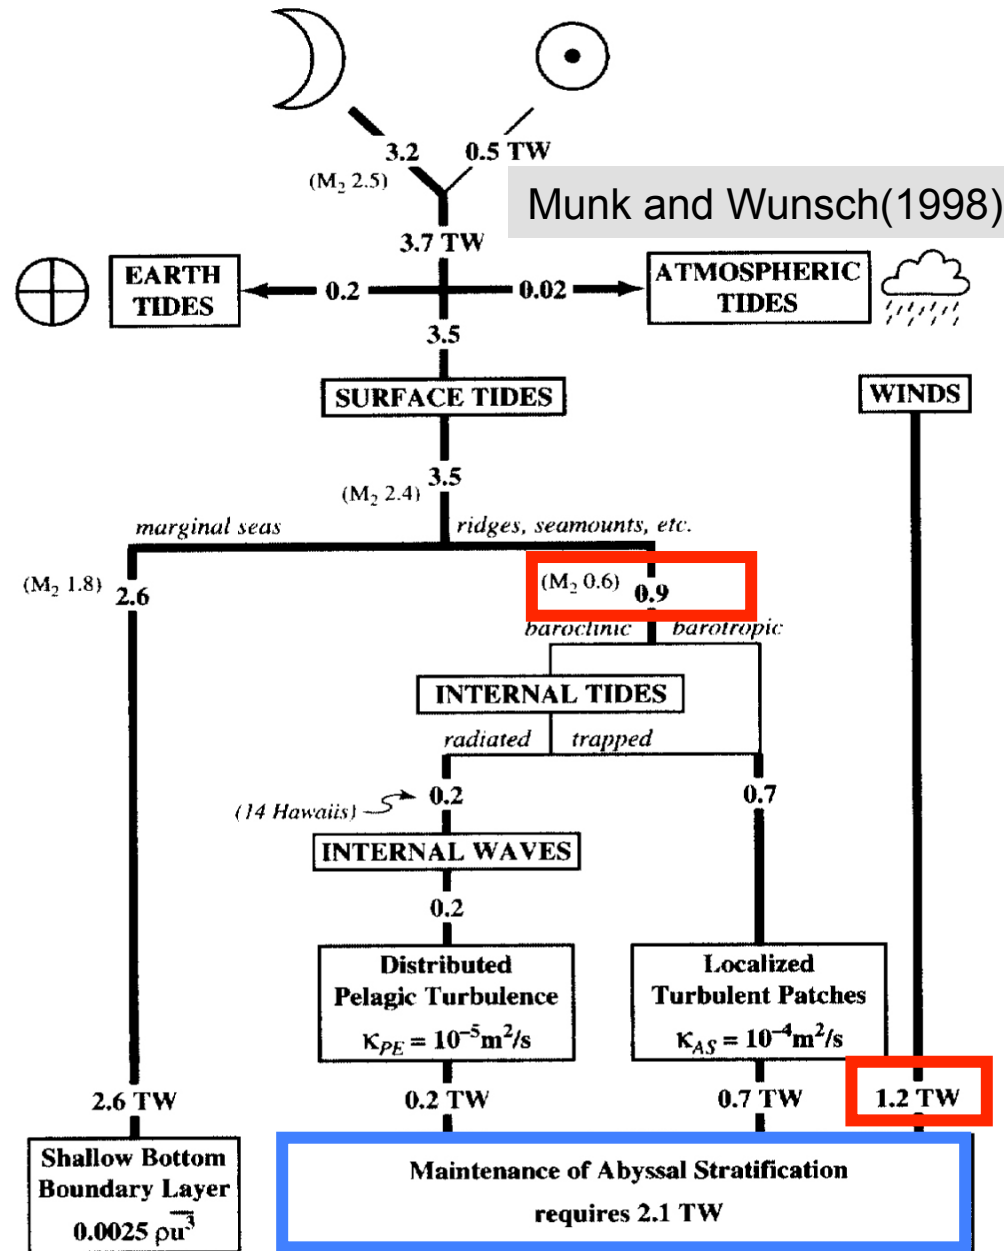 3.2 0.5 TW
(M₂ 2.5)
Munk and Wunsch(1998)
3.7 TW
EARTH
TIDES
0.2
0.02
ATMOSPHERIC
TIDES
3.5
SURFACE TIDES
WINDS
3.5
(M₂ 2.4)
marginal seas
ridges, seamounts, etc.
(M₂ 1.8) 2.6
(M₂ 0.6) 0.9
baroclinic barotropic
INTERNAL TIDES
radiated trapped
(14 Hawaiis) 0.2
0.7
INTERNAL WAVES
0.2
Distributed
Pelagic Turbulence
κPE = 10⁻⁵m²/s
Localized
Turbulent Patches
κAS = 10⁻⁴m²/s
2.6 TW
0.2 TW
0.7 TW
1.2 TW
Shallow Bottom
Boundary Layer
0.0025 ρu³
Maintenance of Abyssal Stratification
requires 2.1 TW